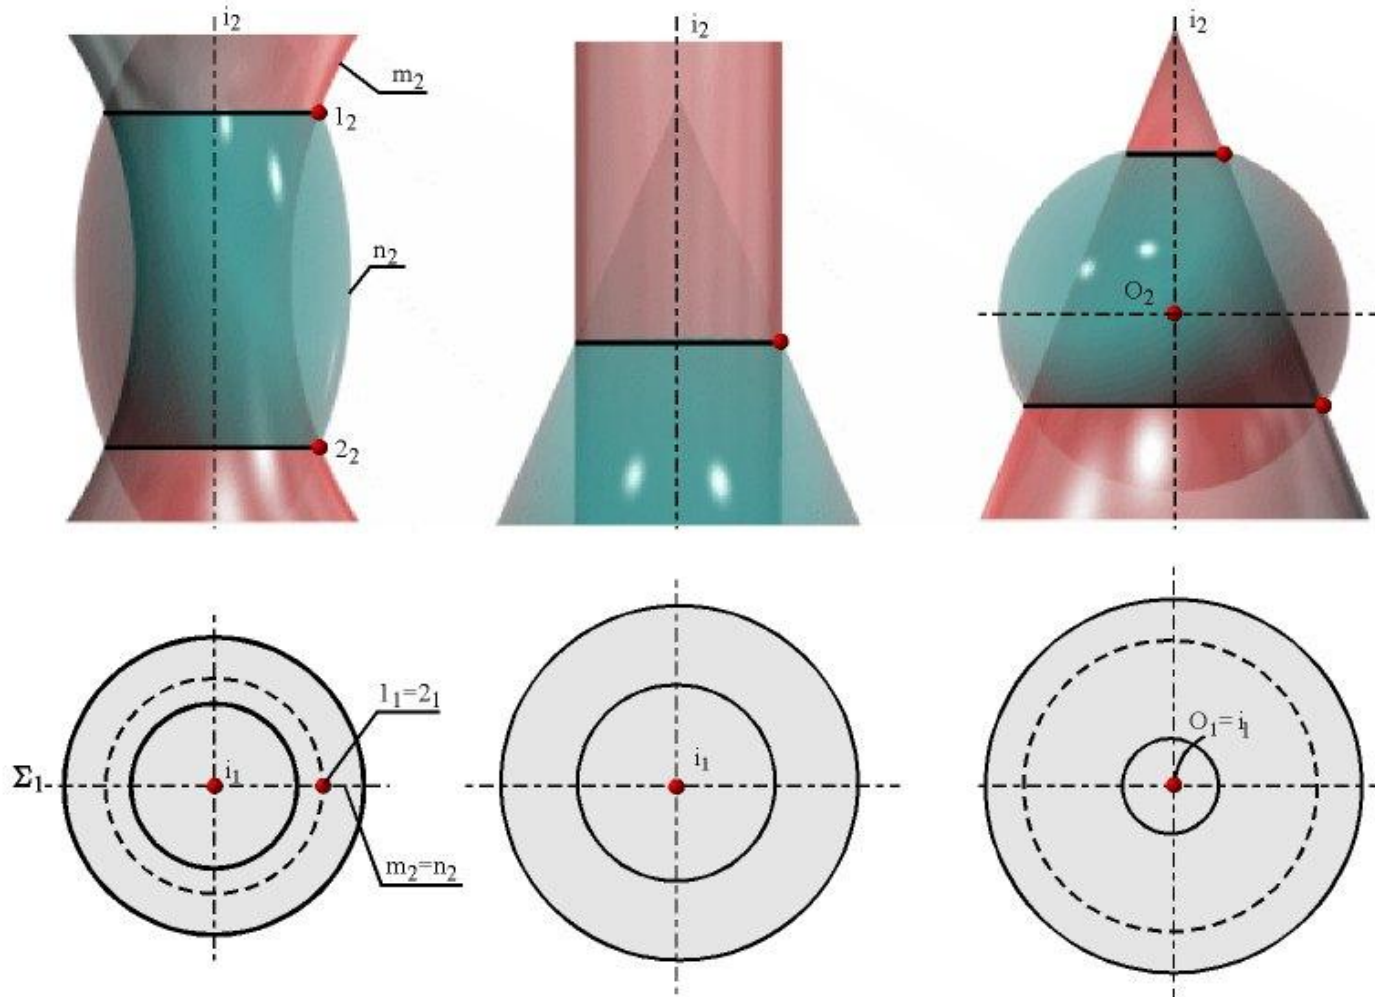 i₂
m₂
1₂
n₂
2₂
i₂
i₂
O₂
Σ₁
i₁
1₁=2₁
m₂=n₂
i₁
O₁=i₁